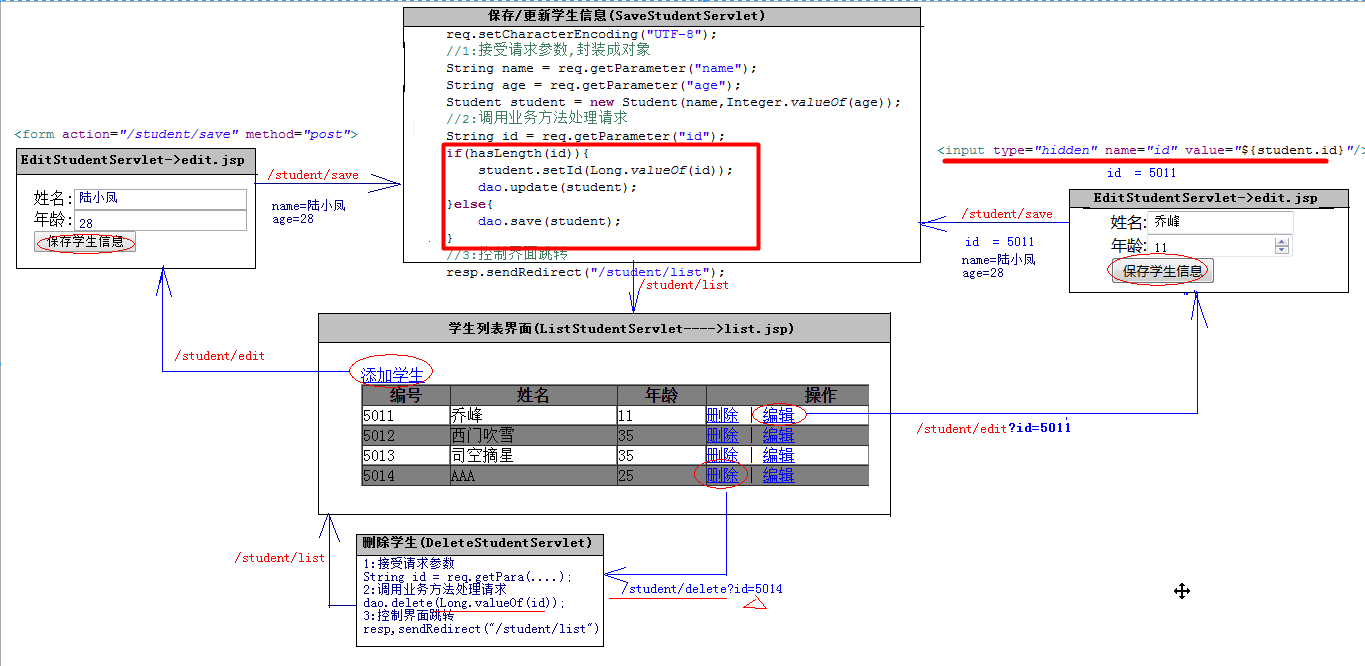 保存/更新学生信息(SaveStudentServlet)
req.setCharacterEncoding("UTF-8");
//1:接受请求参数,封装成对象
String name = req.getParameter("name");
String age = req.getParameter("age");
Student student = new Student(name,Integer.valueOf(age));
//2:调用业务方法处理请求
String id = req.getParameter("id");
if(hasLength(id)){
student.setId(Long.valueOf(id));
dao.update(student);
}else{
dao.save(student);
}
//3:控制界面跳转
resp.sendRedirect("/student/list");
<form action="/student/save" method="post">
EditStudentServlet->edit.jsp
姓名: 陆小凤
年龄: 28
保存学生信息
/student/save
name=陆小凤
age=28
<input type="hidden" name="id" value="${student.id}"/>
id = 5011
EditStudentServlet->edit.jsp
姓名: 乔峰
年龄: 11
保存学生信息
/student/save
id = 5011
name=陆小凤
age=28
/student/list
/student/edit
学生列表界面(ListStudentServlet---->list.jsp)
添加学生
编号 姓名 年龄 操作
5011 乔峰 11 删除 | 编辑
5012 西门吹雪 35 删除 | 编辑
5013 司空摘星 35 删除 | 编辑
5014 AAA 25 删除 | 编辑
/student/edit?id=5011
/student/list
删除学生(DeleteStudentServlet)
1:接受请求参数
String id = req.getPara(....);
2:调用业务方法处理请求
dao.delete(Long.valueOf(id));
3:控制界面跳转
resp,sendRedirect("/student/list")
/student/delete?id=5014